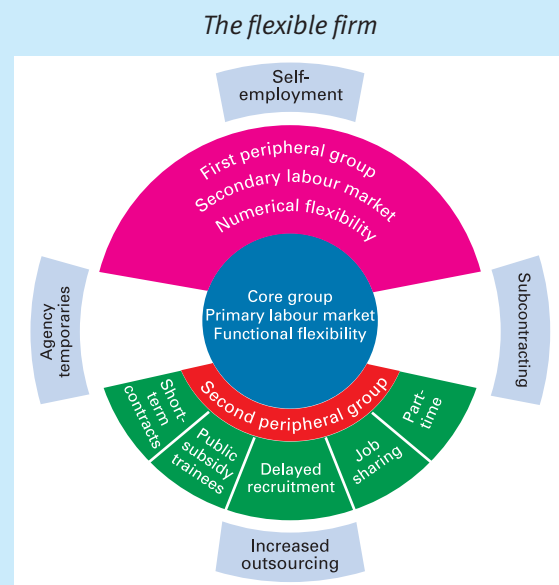 The flexible firm
Self-
employment
First peripheral group
Secondary labour market
Numerical flexibility
Agency
temporaries
Core group
Primary labour market
Functional flexibility
Subcontracting
Second peripheral group
Short-
term
contracts
Public
subsidy
trainees
Delayed
recruitment
Job
sharing
Part-
time
Increased
outsourcing